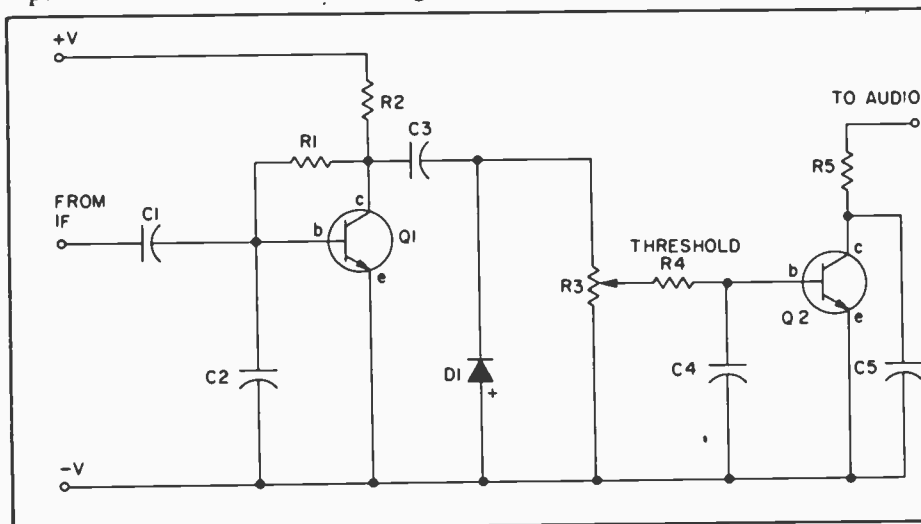 +V
R2
TO AUDIO
C3
R1
R5
FROM
IF
C1
c
b
Q1
e
THRESHOLD
R4
R3
c
b
Q2
e
C2
D1
+
C4
C5
-V